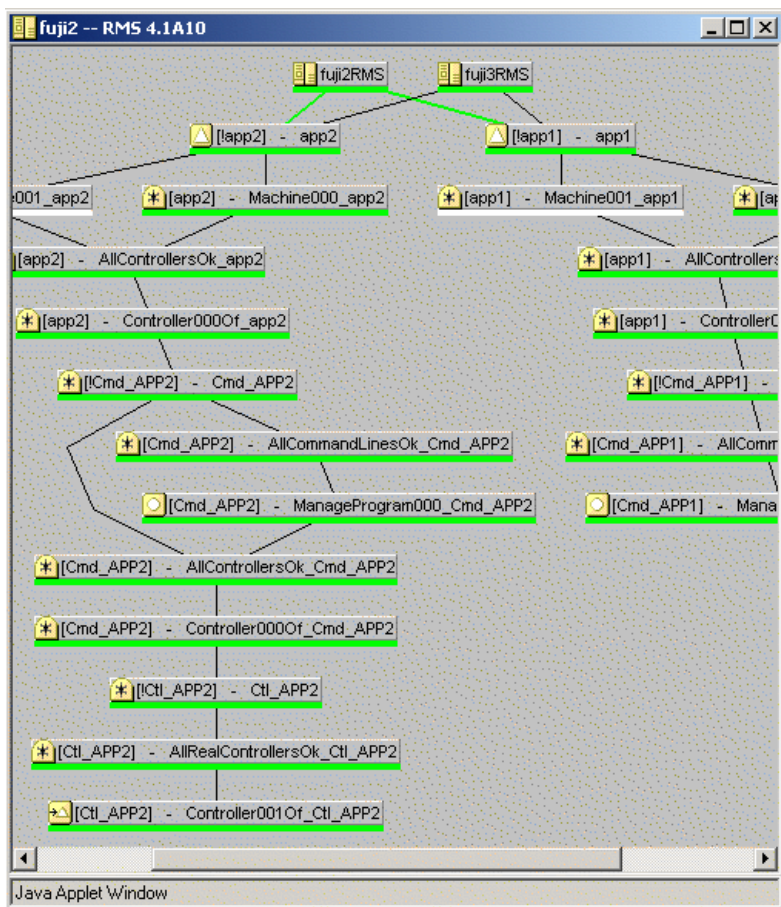 fuji2 -- RMS 4.1A10
fuji2RMS fuji3RMS
[!app2] - app2 [!app1] - app1
001_app2 [app2] - Machine000_app2 [app1] - Machine001_app1 [ap
[app2] - AllControllersOk_app2 [app1] - AllControllers
[app2] - Controller000Of_app2 [app1] - Controller0
[!Cmd_APP2] - Cmd_APP2 [!Cmd_APP1] -
[Cmd_APP2] - AllCommandLinesOk_Cmd_APP2 [Cmd_APP1] - AllComm
[Cmd_APP2] - ManageProgram000_Cmd_APP2 [Cmd_APP1] - Mana
[Cmd_APP2] - AllControllersOk_Cmd_APP2
[Cmd_APP2] - Controller000Of_Cmd_APP2
[!Ctl_APP2] - Ctl_APP2
[Ctl_APP2] - AllRealControllersOk_Ctl_APP2
[Ctl_APP2] - Controller001Of_Ctl_APP2
Java Applet Window